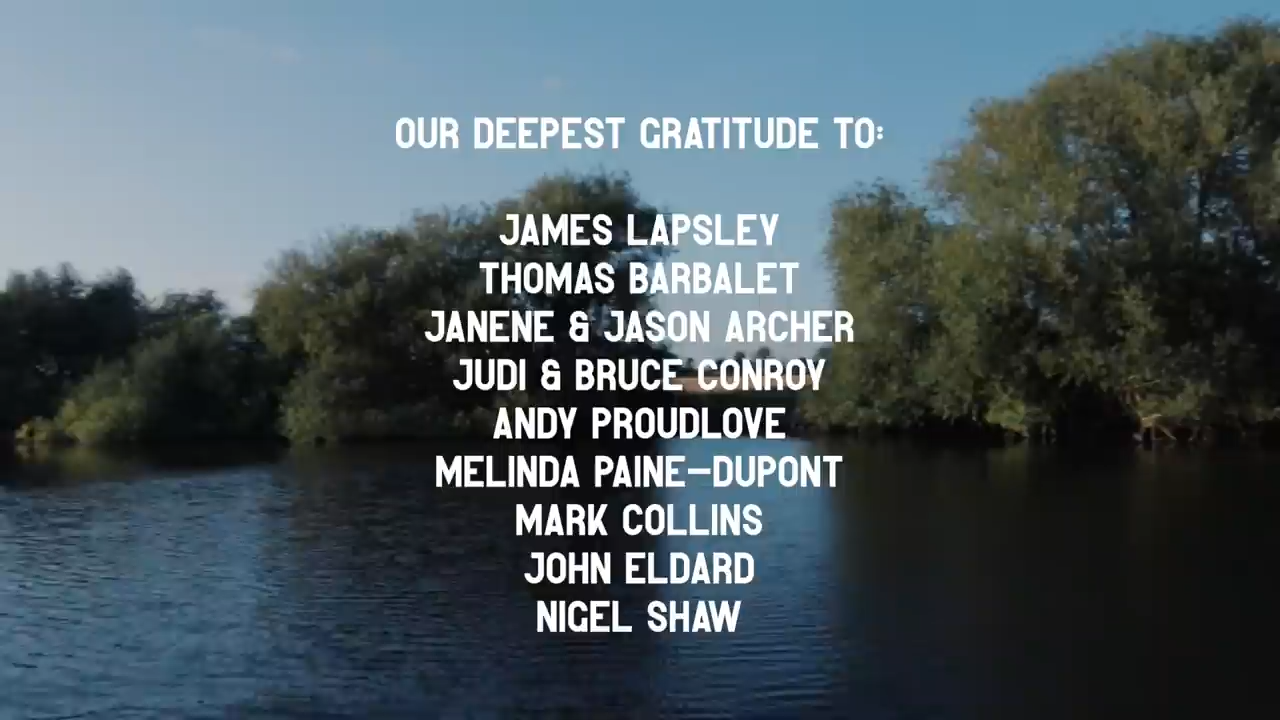 OUR DEEPEST GRATITUDE TO:
JAMES LAPSLEY
THOMAS BARBALET
JANENE & JASON ARCHER
JUDI & BRUCE CONROY
ANDY PROUDLOVE
MELINDA PAINE-DUPONT
MARK COLLINS
JOHN ELDARD
NIGEL SHAW